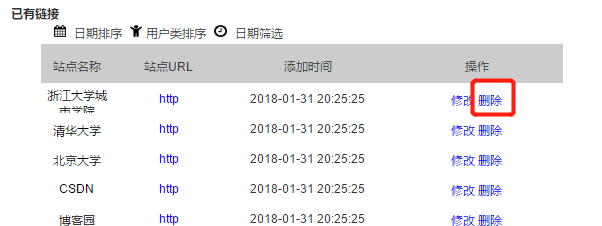 已有链接
日期排序 用户类排序 日期筛选
站点名称 站点URL 添加时间 操作
浙江大学城
市学院 http 2018-01-31 20:25:25 修改 删除
清华大学 http 2018-01-31 20:25:25 修改 删除
北京大学 http 2018-01-31 20:25:25 修改 删除
CSDN http 2018-01-31 20:25:25 修改 删除
博客园 http 2018-01-31 20:25:25 修改 删除